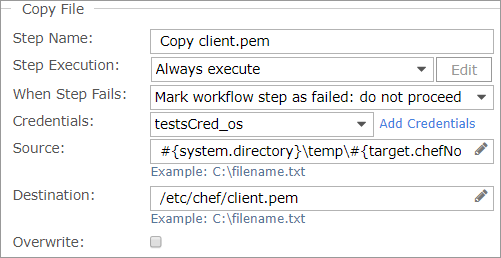 Copy File
Step Name: Copy client.pem
Step Execution: Always execute Edit
When Step Fails: Mark workflow step as failed: do not proceed
Credentials: testsCred_os Add Credentials
Source: #{system.directory}\temp\#{target.chefNo
Example: C:\filename.txt
Destination: /etc/chef/client.pem
Example: C:\filename.txt
Overwrite: